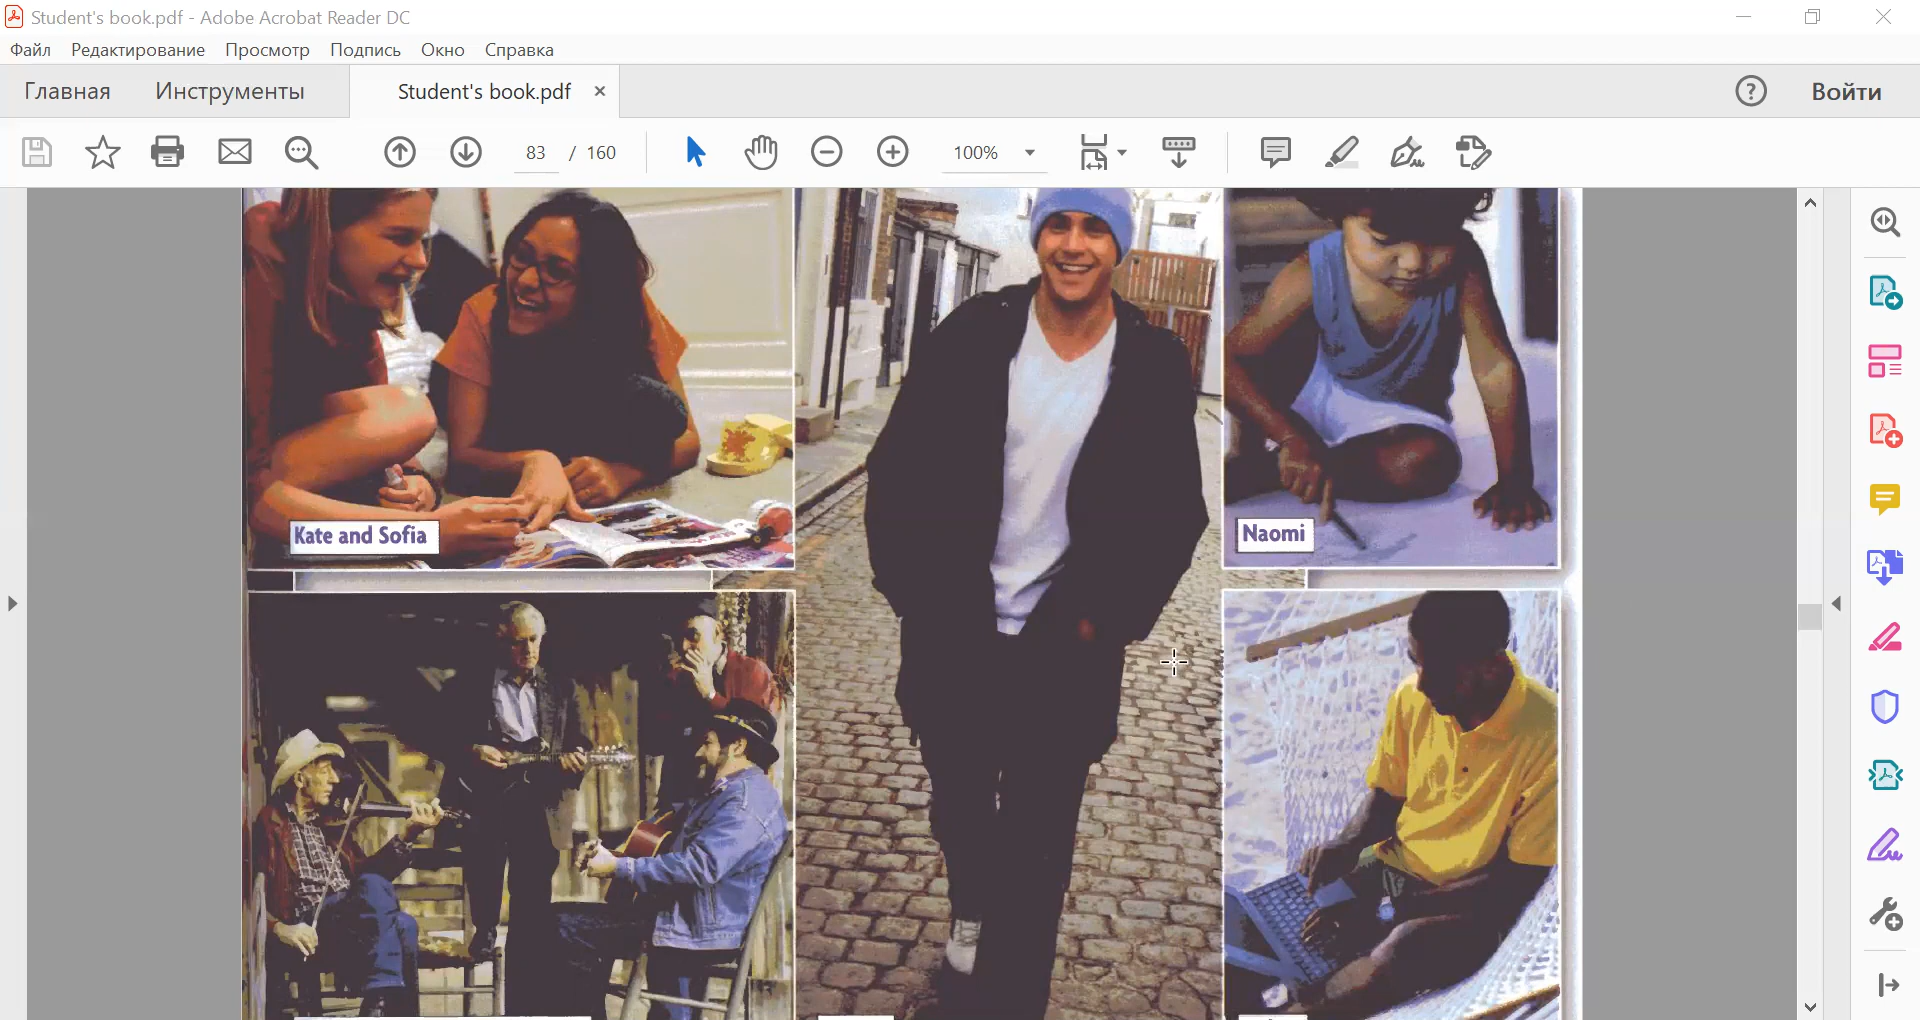 Student's book.pdf - Adobe Acrobat Reader DC
Файл Редактирование Просмотр Подпись Окно Справка
Главная Инструменты Student's book.pdf Войти
83 / 160 100%
Kate and Sofia
Naomi